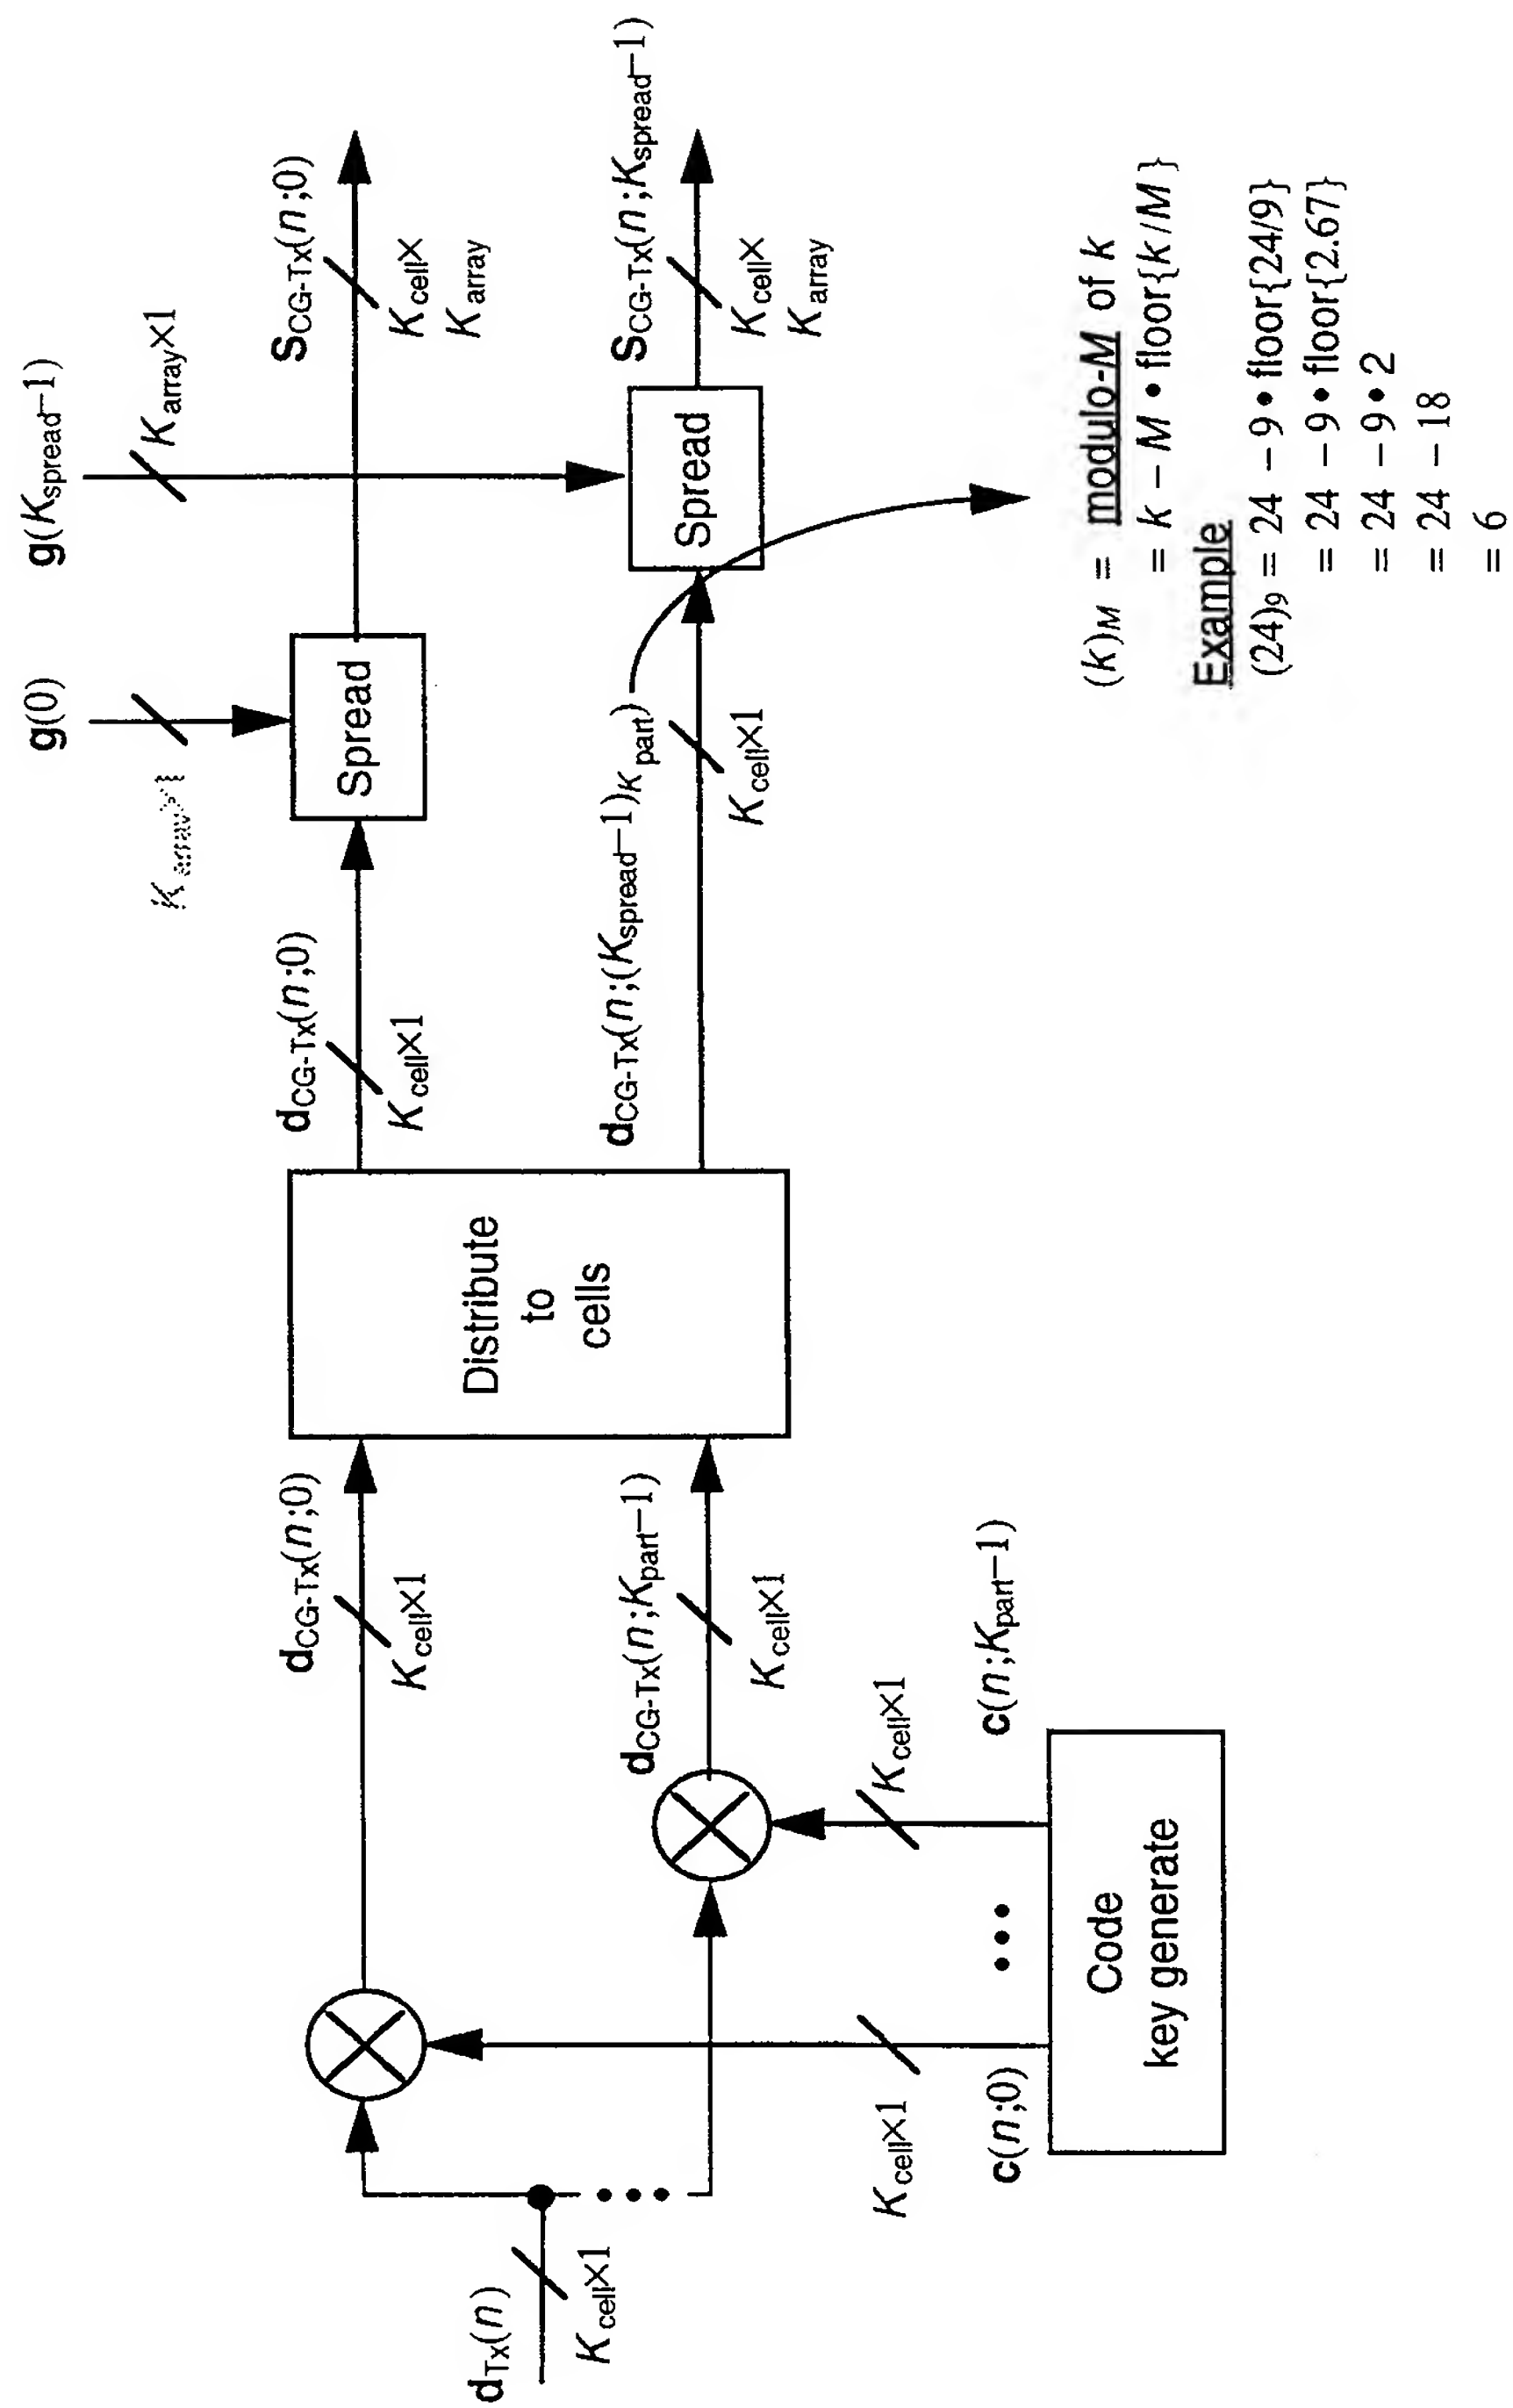 g(0)
g(K_spread−1)
K_array×1
d_CG-Tx(n;0)
K_cell×1
d_CG-Tx(n;0)
K_cell×1
Spread
S_CG-Tx(n;0)
K_cell×
K_array
d_Tx(n)
K_cell×1
Distribute
to
cells
d_CG-Tx(n;K_part−1)
K_cell×1
d_CG-Tx(n;(K_spread−1)_K_part)
K_cell×1
Spread
S_CG-Tx(n;K_spread−1)
K_cell×
K_array
K_cell×1
K_cell×1
c(n;0)
•••
c(n;K_part−1)
Code
key generate
(k)_M = modulo-M of k
= k − M • floor{k/M}
Example
(24)_9 = 24 − 9 • floor{24/9}
= 24 − 9 • floor{2.67}
= 24 − 9 • 2
= 24 − 18
= 6